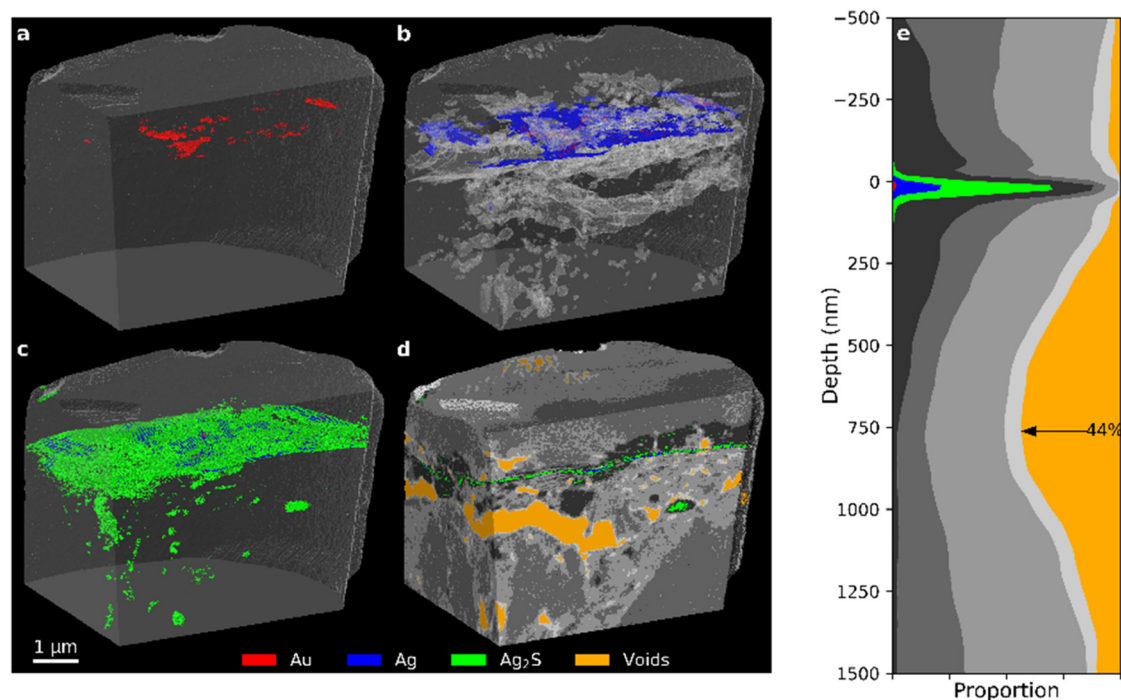 a
b
c
d
1 μm
Au
Ag
Ag₂S
Voids
e
−500
−250
0
250
500
750
1000
1250
1500
Depth (nm)
44%
Proportion